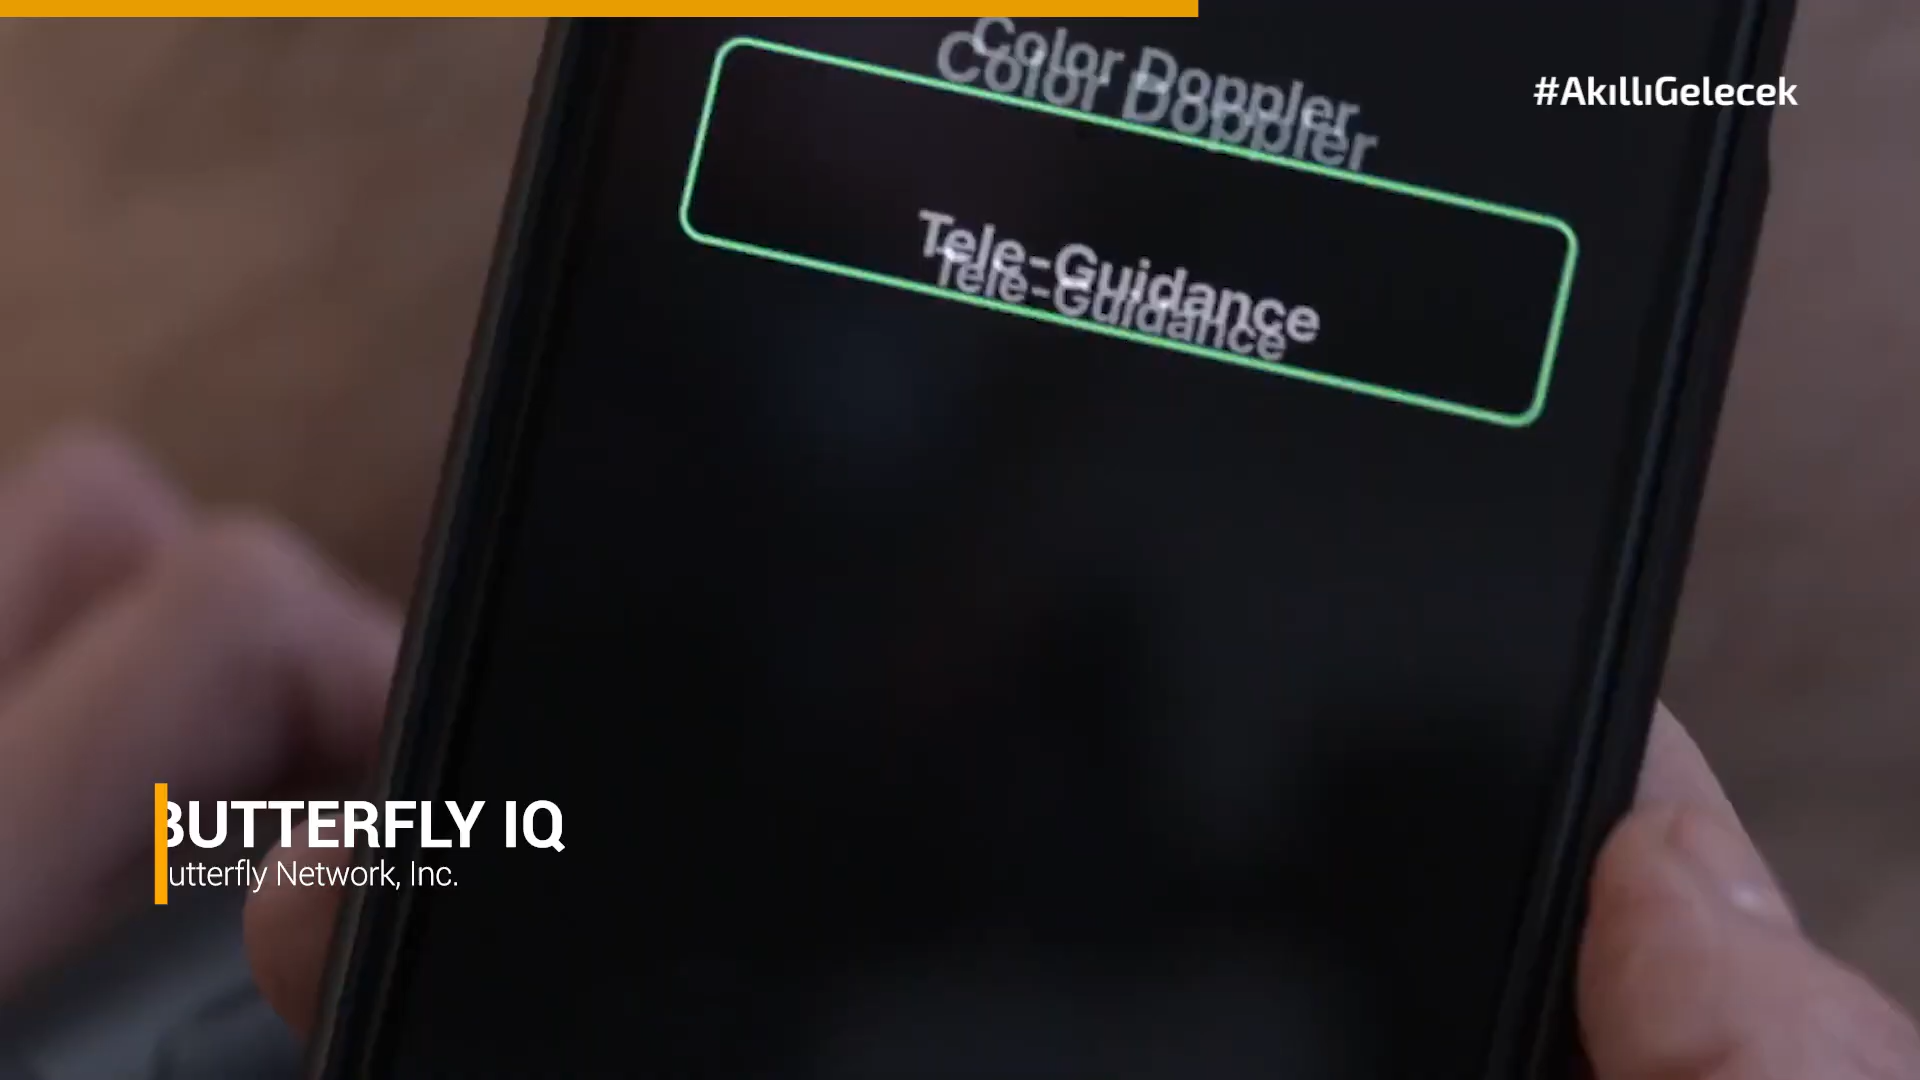 Color Doppler
Color Doppler
#AkıllıGelecek
Tele-Guidance
Tele-Guidance
BUTTERFLY IQ
utterfly Network, Inc.